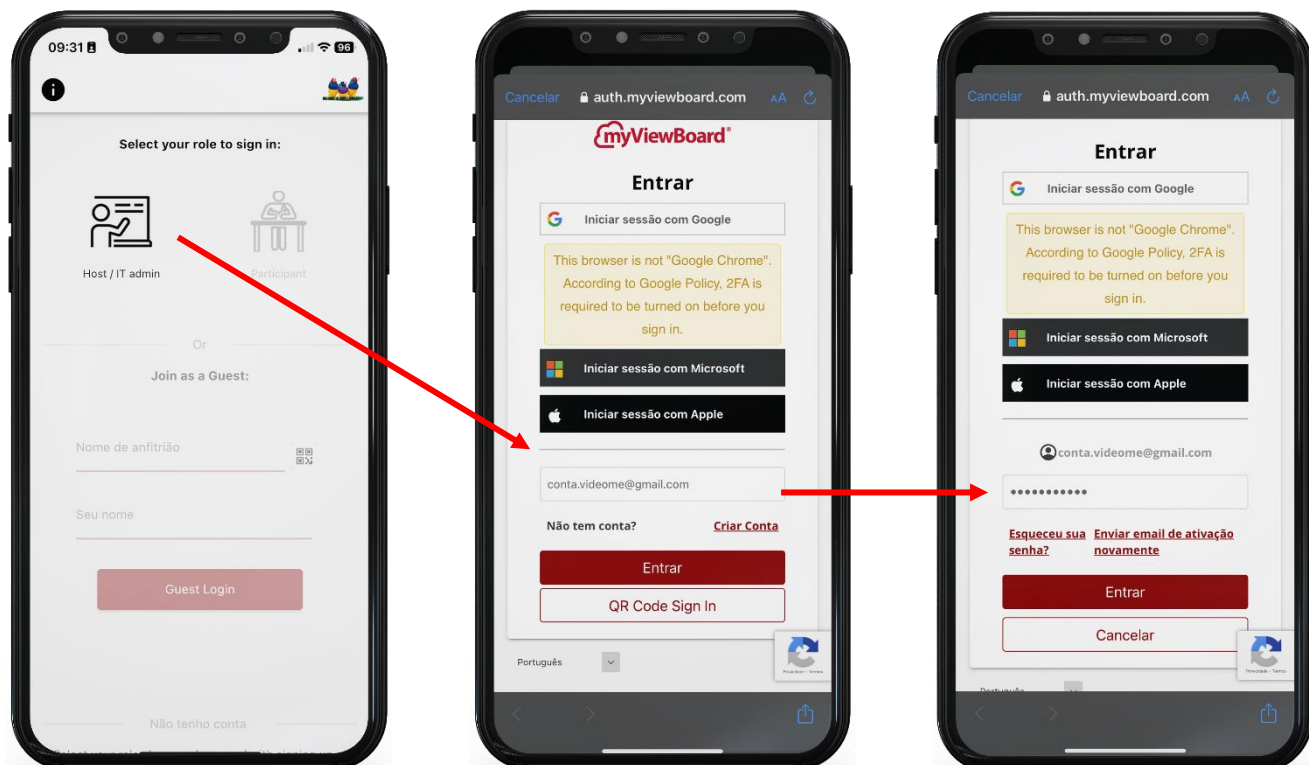 09:31
96
Select your role to sign in:
Host / IT admin
Participant
Or
Join as a Guest:
Nome de anfitrião
Seu nome
Guest Login
Não tenho conta
Cancelar
auth.myviewboard.com
AA
myViewBoard®
Entrar
Iniciar sessão com Google
This browser is not "Google Chrome".
According to Google Policy, 2FA is
required to be turned on before you
sign in.
Iniciar sessão com Microsoft
Iniciar sessão com Apple
conta.videome@gmail.com
Não tem conta?
Criar Conta
Entrar
QR Code Sign In
Português
Privacidade - Termos
Cancelar
auth.myviewboard.com
AA
Entrar
Iniciar sessão com Google
This browser is not "Google Chrome".
According to Google Policy, 2FA is
required to be turned on before you
sign in.
Iniciar sessão com Microsoft
Iniciar sessão com Apple
conta.videome@gmail.com
Esqueceu sua
senha?
Enviar email de ativação
novamente
Entrar
Cancelar
Privacidade - Termos
Português